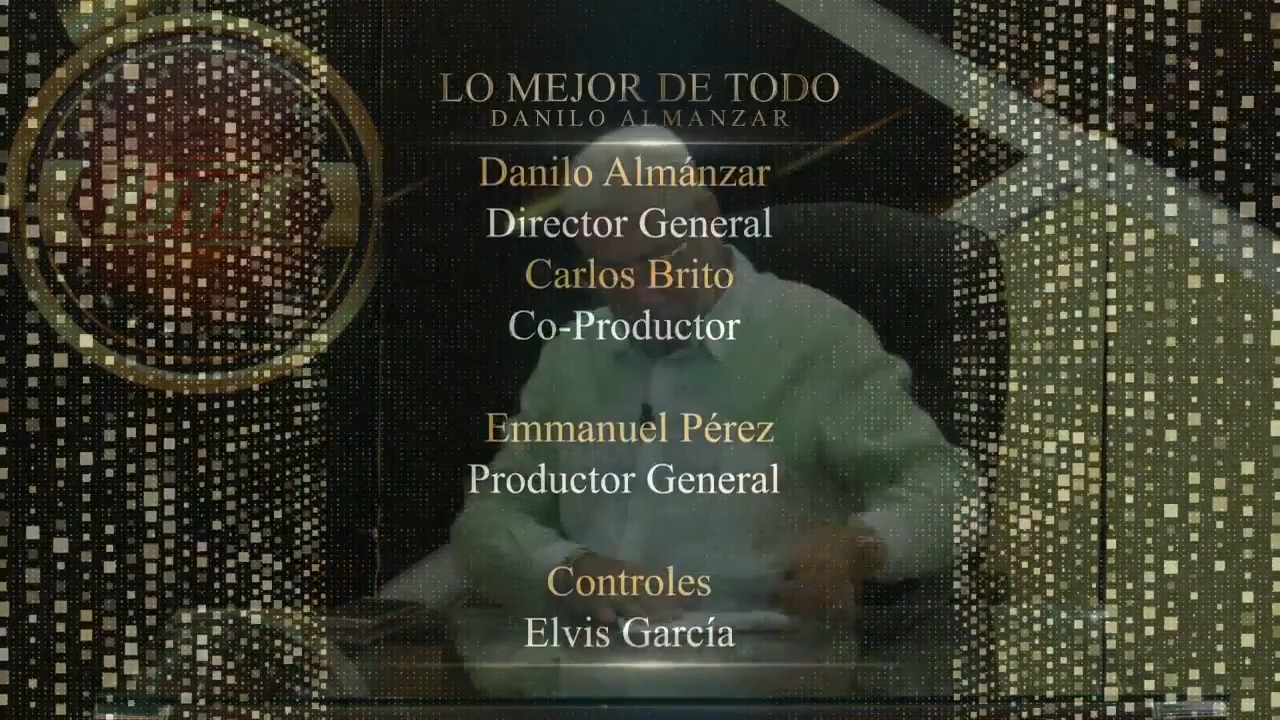 LO MEJOR DE TODO
DANILO ALMANZAR
Danilo Almánzar
Director General
Carlos Brito
Co-Productor
Emmanuel Pérez
Productor General
Controles
Elvis García